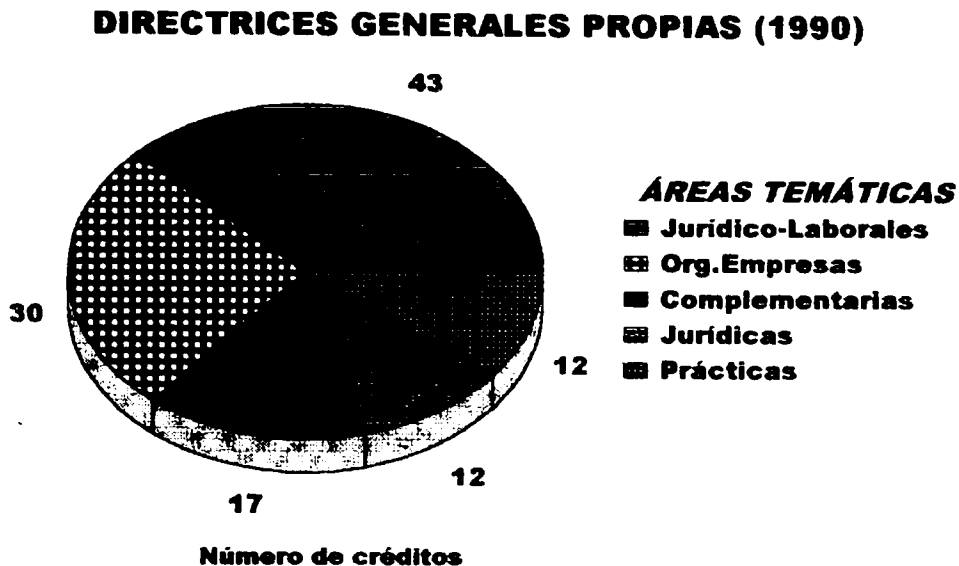 DIRECTRICES GENERALES PROPIAS (1990)
43
ÁREAS TEMÁTICAS
Jurídico-Laborales
Org.Empresas
Complementarias
Jurídicas
Prácticas
30
12
12
17
Número de créditos